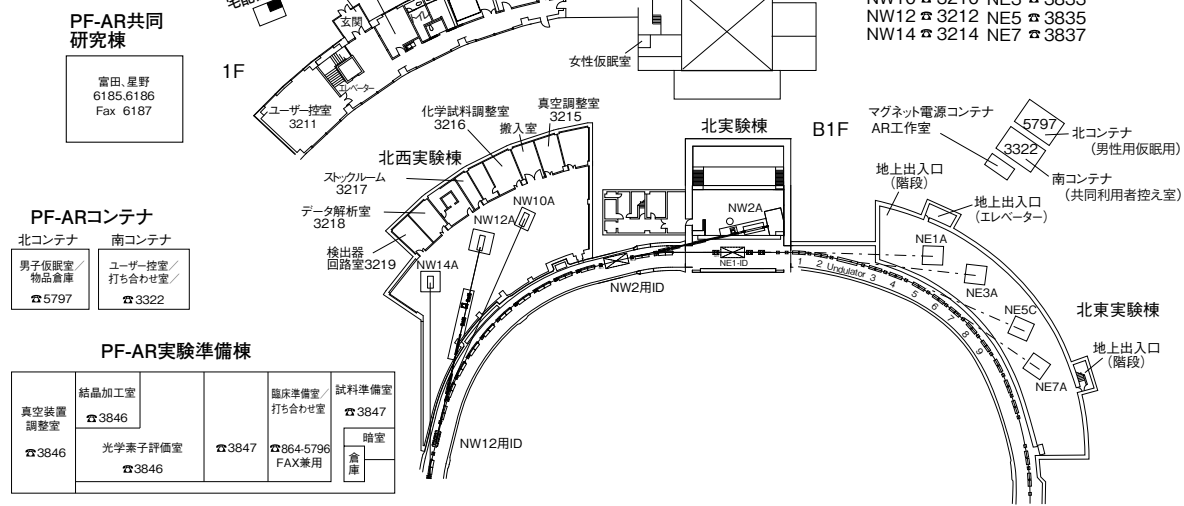 玄関
PF-AR共同
研究棟
富田、星野
6185、6186
Fax 6187
1F
エレベーター
ユーザー控室
3211
女性仮眠室
NW12 ☎ 3212 NE5 ☎ 3835
NW14 ☎ 3214 NE7 ☎ 3837
化学試料調整室
3216
搬入室
真空調整室
3215
北実験棟
B1F
マグネット電源コンテナ
AR工作室
5797
3322
北コンテナ
(男性用仮眠用)
南コンテナ
(共同利用者控え室)
北西実験棟
ストックルーム
3217
データ解析室
3218
検出器
回路室3219
NW10A
NW12A
NW14A
NW2A
地上出入口
(階段)
地上出入口
(エレベーター)
NE1A
NE3A
NE5C
NE7A
北東実験棟
地上出入口
(階段)
NE1-ID
NW2用ID
1 2 Undulator 3 4 5 6 7 8 9
NW12用ID
PF-ARコンテナ
北コンテナ
南コンテナ
男子仮眠室/
物品倉庫
☎5797
ユーザー控室/
打ち合わせ室/
☎3322
PF-AR実験準備棟
真空装置
調整室
☎3846
結晶加工室
☎3846
光学素子評価室
☎3846
☎3847
臨床準備室/
打ち合わせ室
☎864-5796
FAX兼用
試料準備室
☎3847
暗室
倉
庫